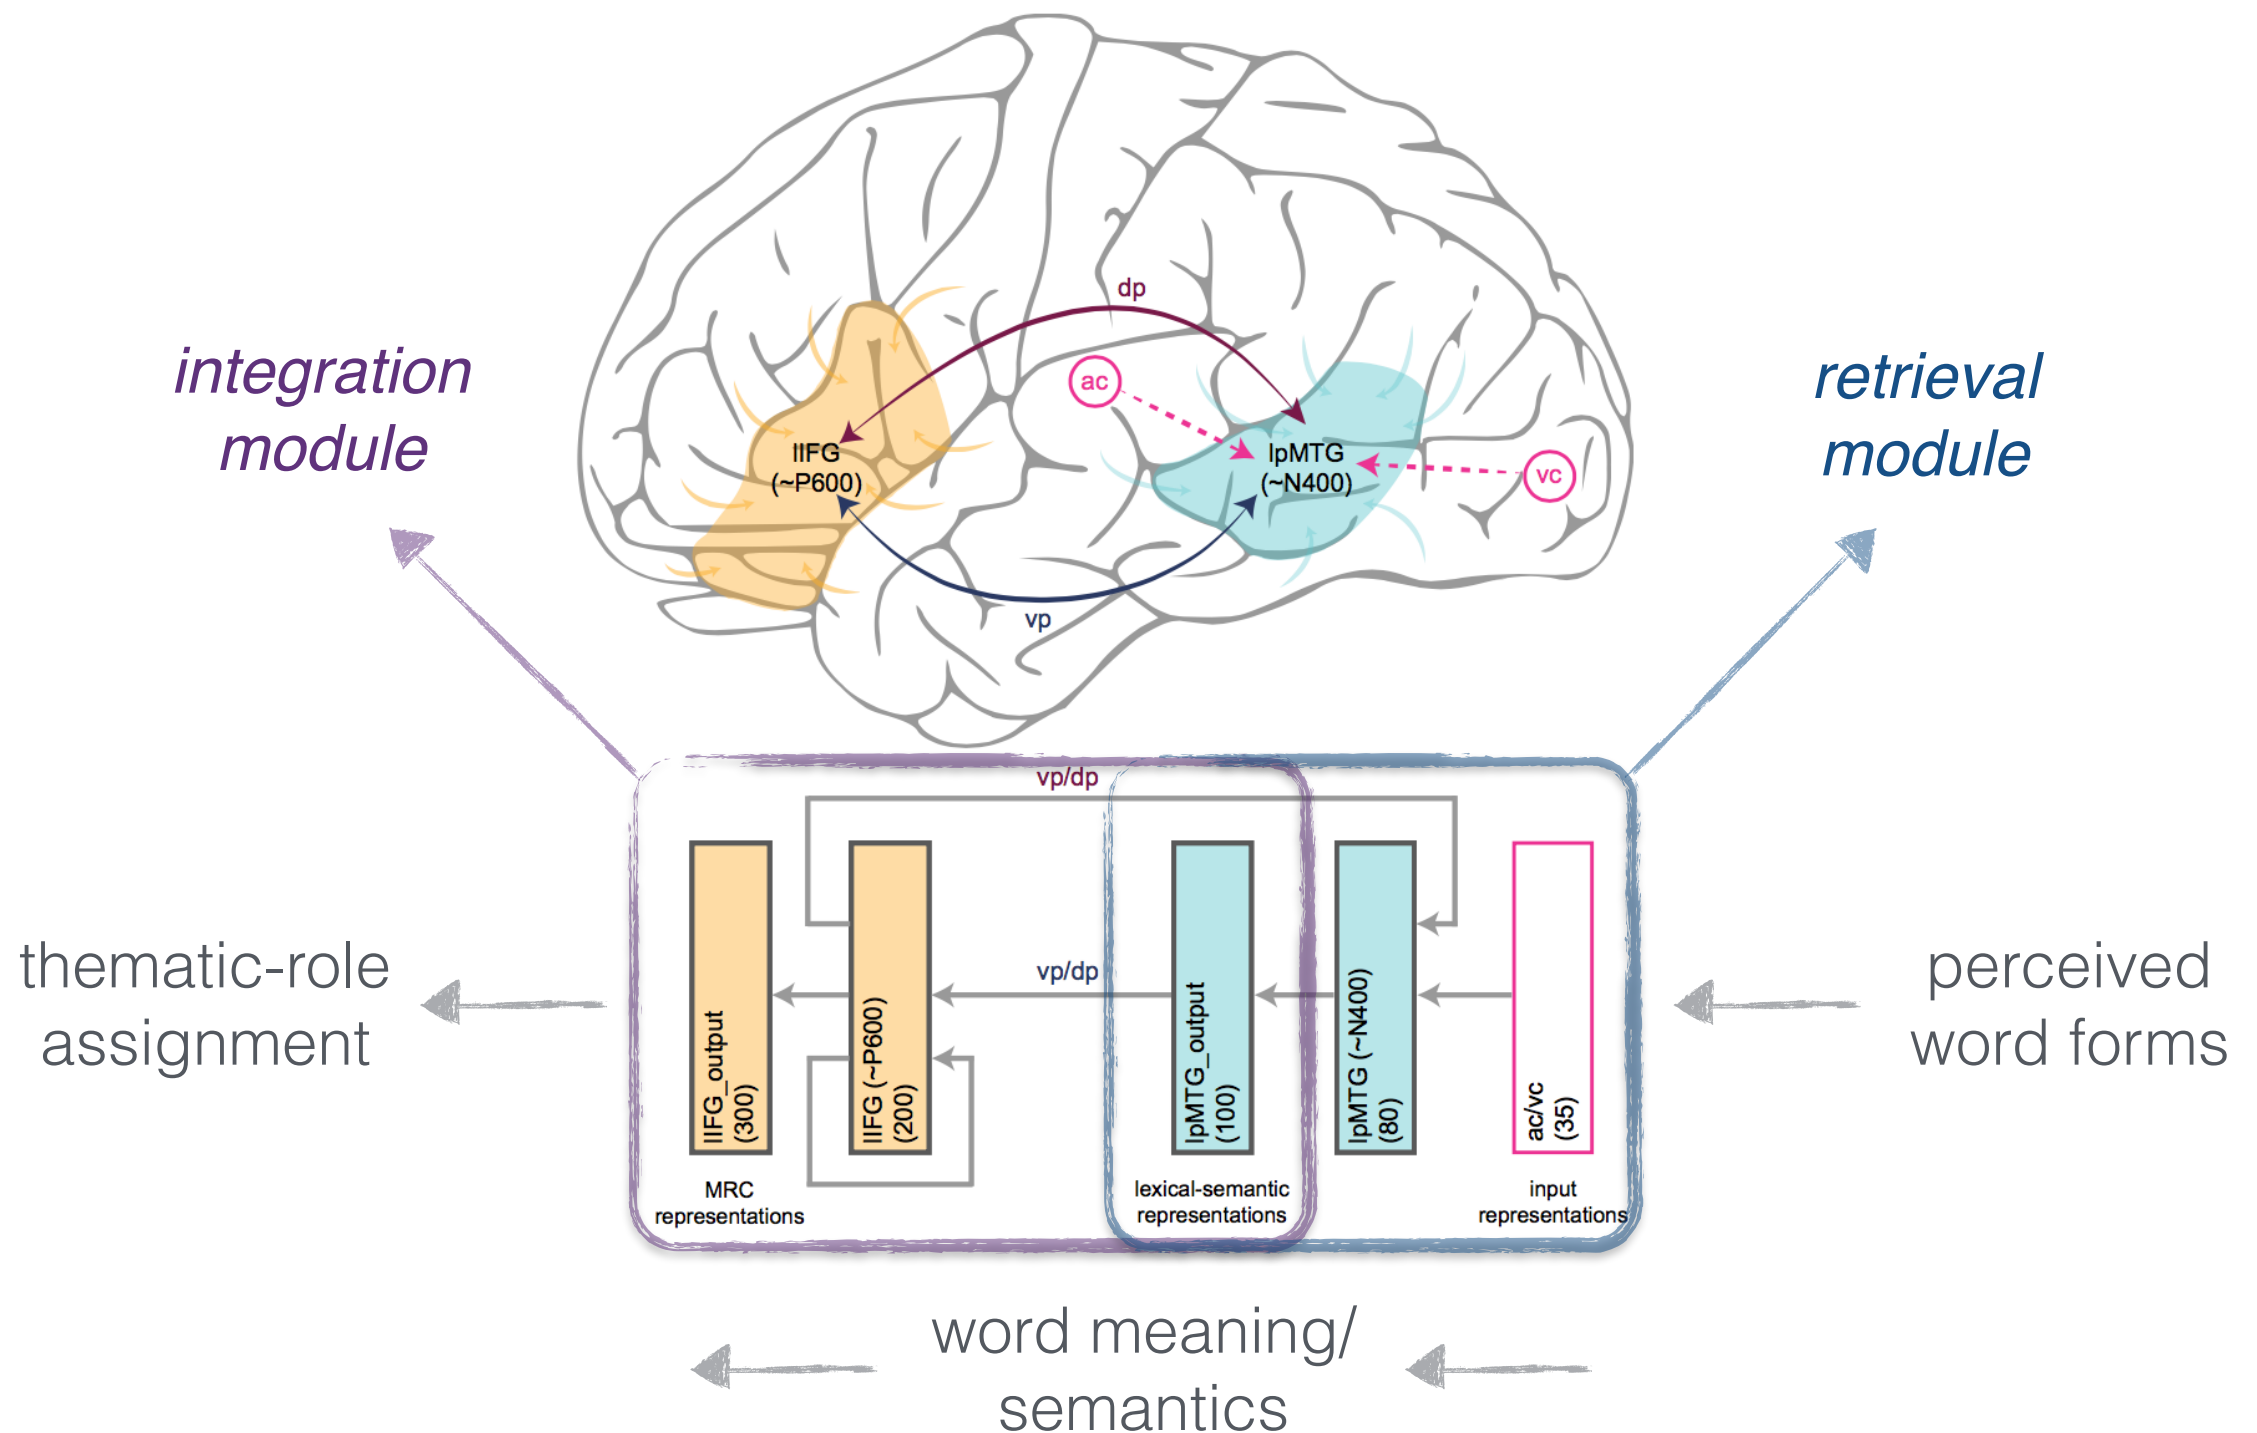 dp
integration
module
retrieval
module
ac
lIFG
(~P600)
lpMTG
(~N400)
vc
vp
vp/dp
thematic-role
assignment
vp/dp
perceived
word forms
lIFG_output
(300)
lIFG (~P600)
(200)
lpMTG_output
(100)
lpMTG (~N400)
(80)
ac/vc
(35)
MRC
representations
lexical-semantic
representations
input
representations
word meaning/
semantics